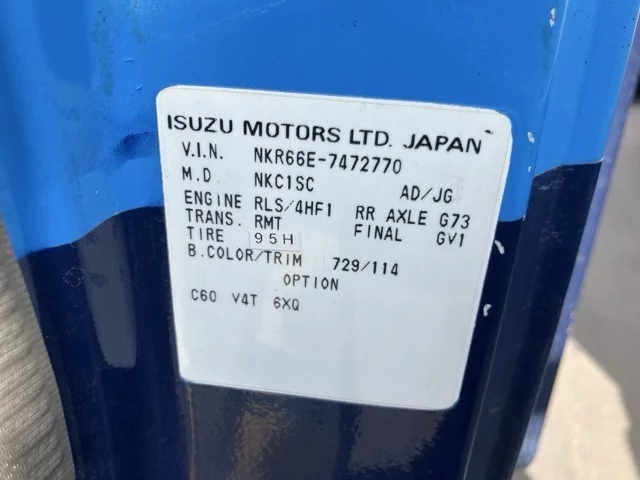 ISUZU MOTORS LTD. JAPAN
V.I.N. NKR66E-7472770
M.D NKC1SC AD/JG
ENGINE RLS/4HF1 RR AXLE G73
TRANS. RMT FINAL GV1
TIRE 95H
B.COLOR/TRIM 729/114
OPTION
C60 V4T 6XQ